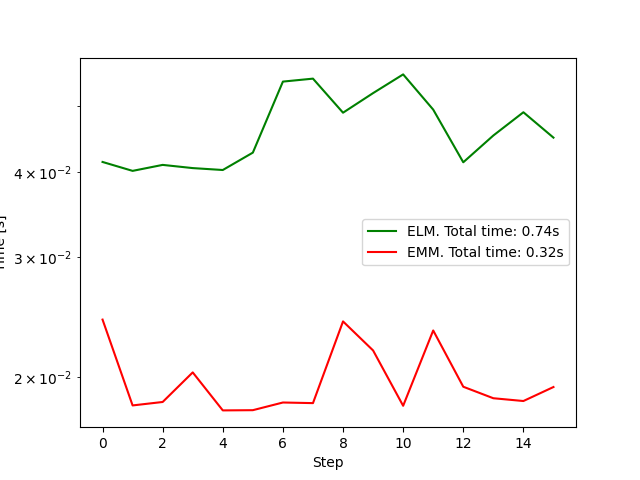 4 × 10⁻²
3 × 10⁻²
2 × 10⁻²
Time [s]
ELM. Total time: 0.74s
EMM. Total time: 0.32s
0 2 4 6 8 10 12 14
Step